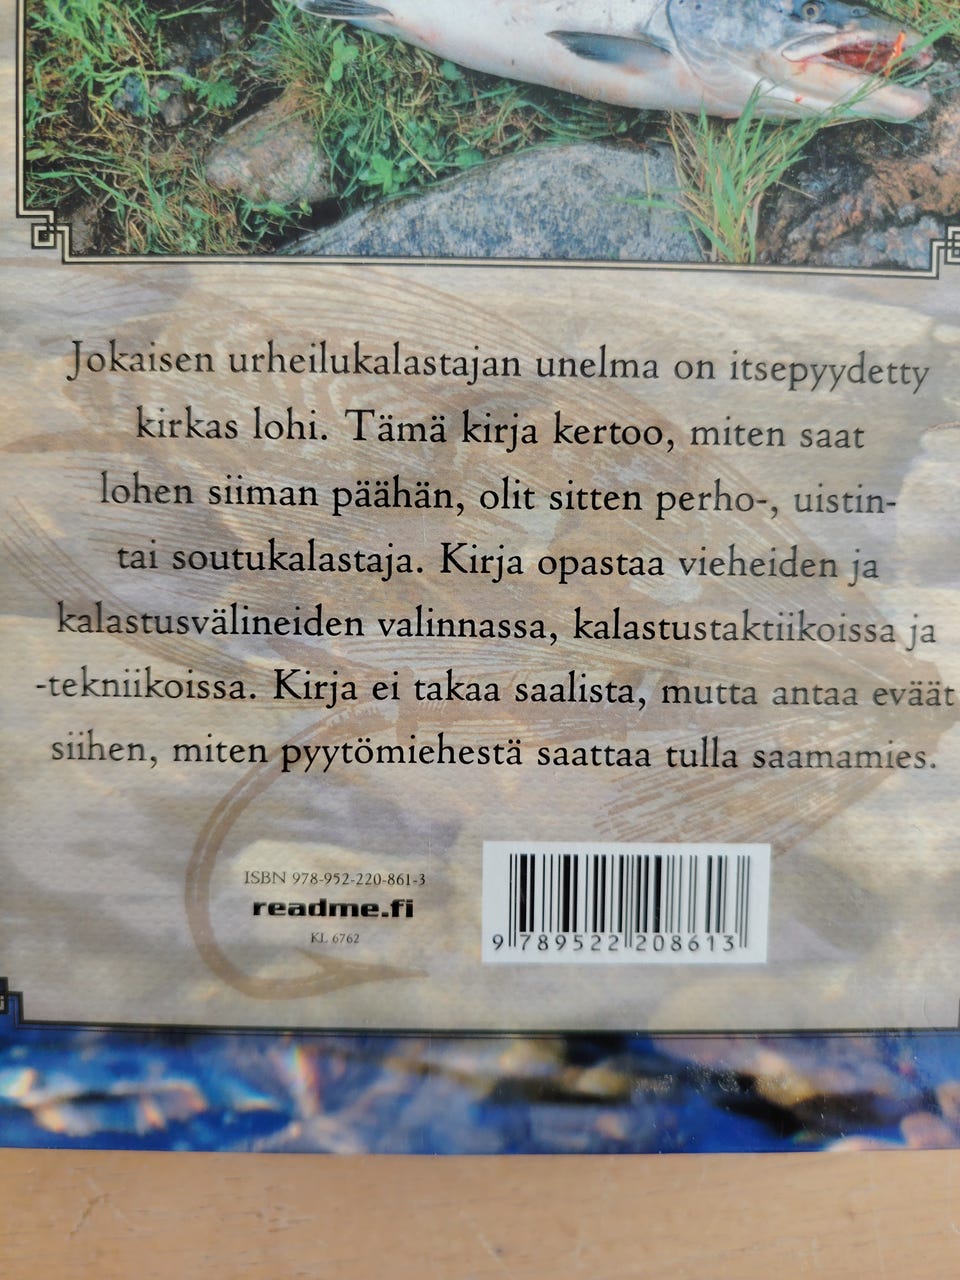 Jokaisen urheilukalastajan unelma on itsepyydetty
kirkas lohi. Tämä kirja kertoo, miten saat
lohen siiman päähän, olit sitten perho-, uistin-
tai soutukalastaja. Kirja opastaa vieheiden ja
kalastusvälineiden valinnassa, kalastustaktiikoissa ja
-tekniikoissa. Kirja ei takaa saalista, mutta antaa eväät
siihen, miten pyytömiehestä saattaa tulla saamamies.
ISBN 978-952-220-861-3
readme.fi
KL 6762
9 789522 208613